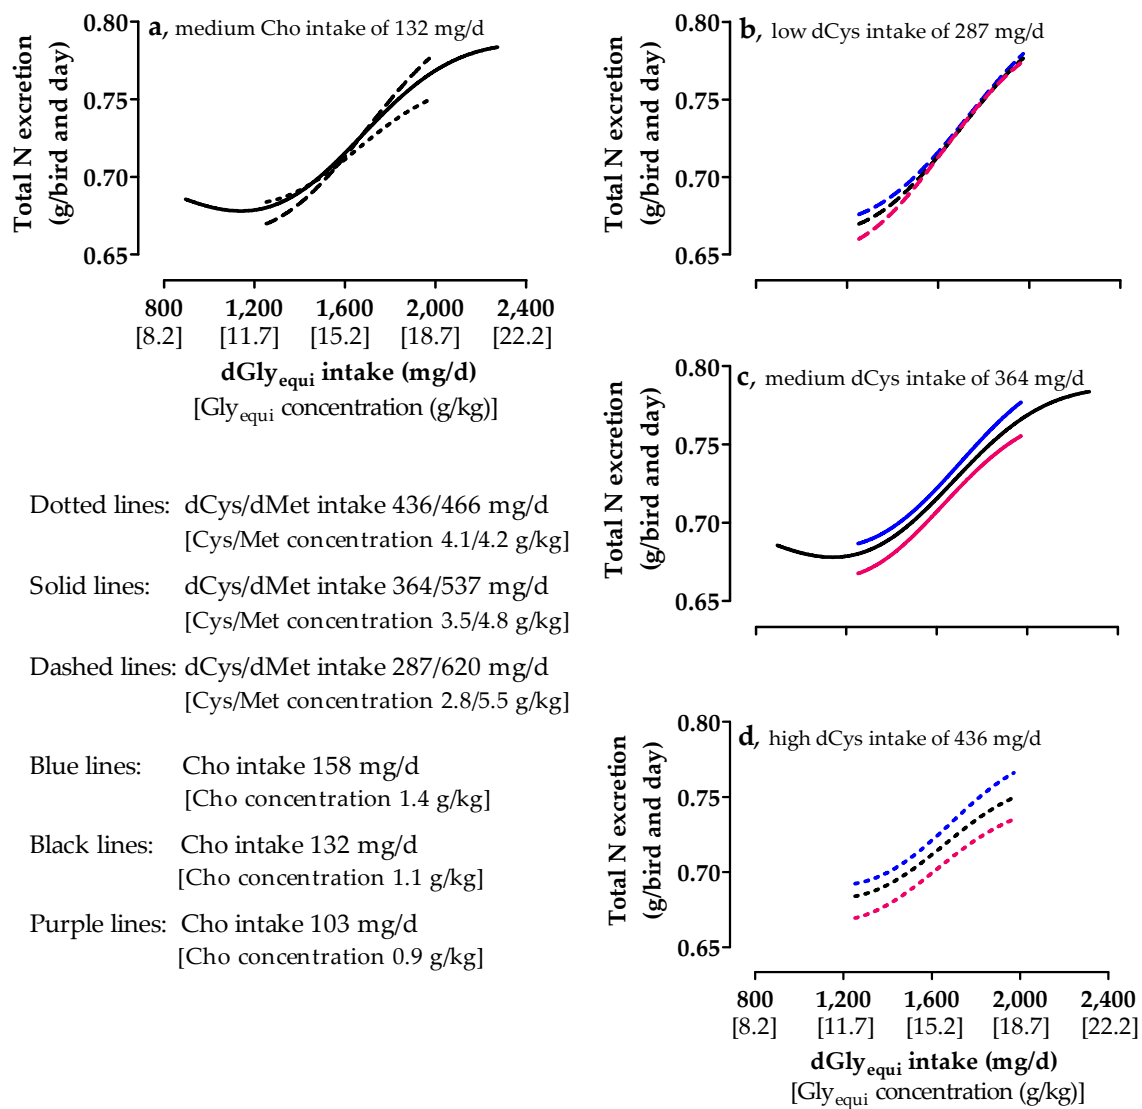 a, medium Cho intake of 132 mg/d
Total N excretion
(g/bird and day)
0.80
0.75
0.70
0.65
800 1,200 1,600 2,000 2,400
[8.2] [11.7] [15.2] [18.7] [22.2]
dGlyequi intake (mg/d)
[Glyequi concentration (g/kg)]
Dotted lines: dCys/dMet intake 436/466 mg/d
[Cys/Met concentration 4.1/4.2 g/kg]
Solid lines: dCys/dMet intake 364/537 mg/d
[Cys/Met concentration 3.5/4.8 g/kg]
Dashed lines: dCys/dMet intake 287/620 mg/d
[Cys/Met concentration 2.8/5.5 g/kg]
Blue lines: Cho intake 158 mg/d
[Cho concentration 1.4 g/kg]
Black lines: Cho intake 132 mg/d
[Cho concentration 1.1 g/kg]
Purple lines: Cho intake 103 mg/d
[Cho concentration 0.9 g/kg]
b, low dCys intake of 287 mg/d
Total N excretion
(g/bird and day)
0.80
0.75
0.70
0.65
c, medium dCys intake of 364 mg/d
Total N excretion
(g/bird and day)
0.80
0.75
0.70
0.65
d, high dCys intake of 436 mg/d
Total N excretion
(g/bird and day)
0.80
0.75
0.70
0.65
800 1,200 1,600 2,000 2,400
[8.2] [11.7] [15.2] [18.7] [22.2]
dGlyequi intake (mg/d)
[Glyequi concentration (g/kg)]